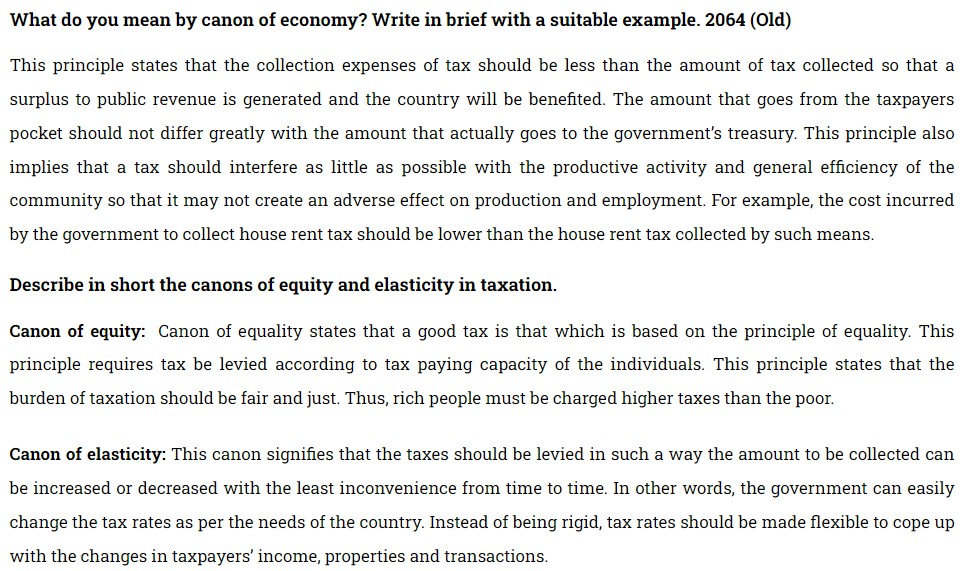 What do you mean by canon of economy? Write in brief with a suitable example. 2064 (Old)
This principle states that the collection expenses of tax should be less than the amount of tax collected so that a
surplus to public revenue is generated and the country will be benefited. The amount that goes from the taxpayers
pocket should not differ greatly with the amount that actually goes to the government’s treasury. This principle also
implies that a tax should interfere as little as possible with the productive activity and general efficiency of the
community so that it may not create an adverse effect on production and employment. For example, the cost incurred
by the government to collect house rent tax should be lower than the house rent tax collected by such means.
Describe in short the canons of equity and elasticity in taxation.
Canon of equity: Canon of equality states that a good tax is that which is based on the principle of equality. This
principle requires tax be levied according to tax paying capacity of the individuals. This principle states that the
burden of taxation should be fair and just. Thus, rich people must be charged higher taxes than the poor.
Canon of elasticity: This canon signifies that the taxes should be levied in such a way the amount to be collected can
be increased or decreased with the least inconvenience from time to time. In other words, the government can easily
change the tax rates as per the needs of the country. Instead of being rigid, tax rates should be made flexible to cope up
with the changes in taxpayers’ income, properties and transactions.